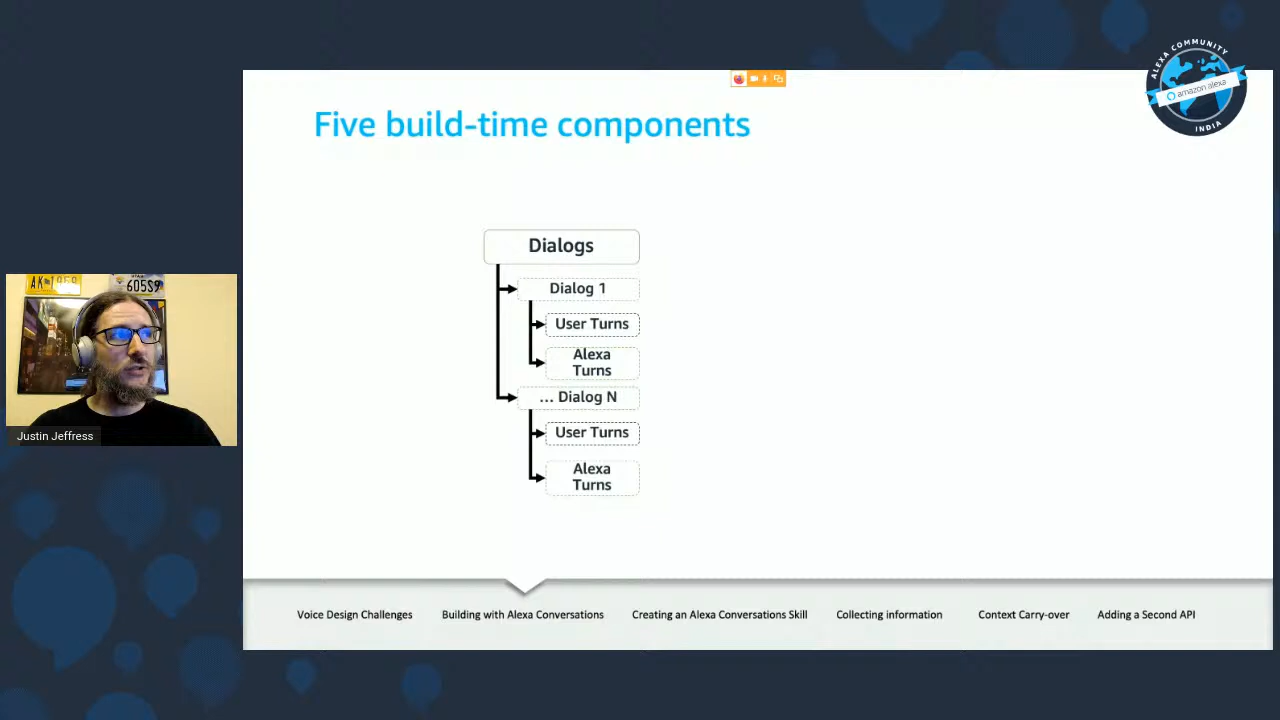 Five build-time components
ALEXA COMMUNITY
amazon alexa
INDIA
Dialogs
Dialog 1
User Turns
Alexa
Turns
... Dialog N
User Turns
Alexa
Turns
605S9
Justin Jeffress
Voice Design Challenges
Building with Alexa Conversations
Creating an Alexa Conversations Skill
Collecting information
Context Carry-over
Adding a Second API